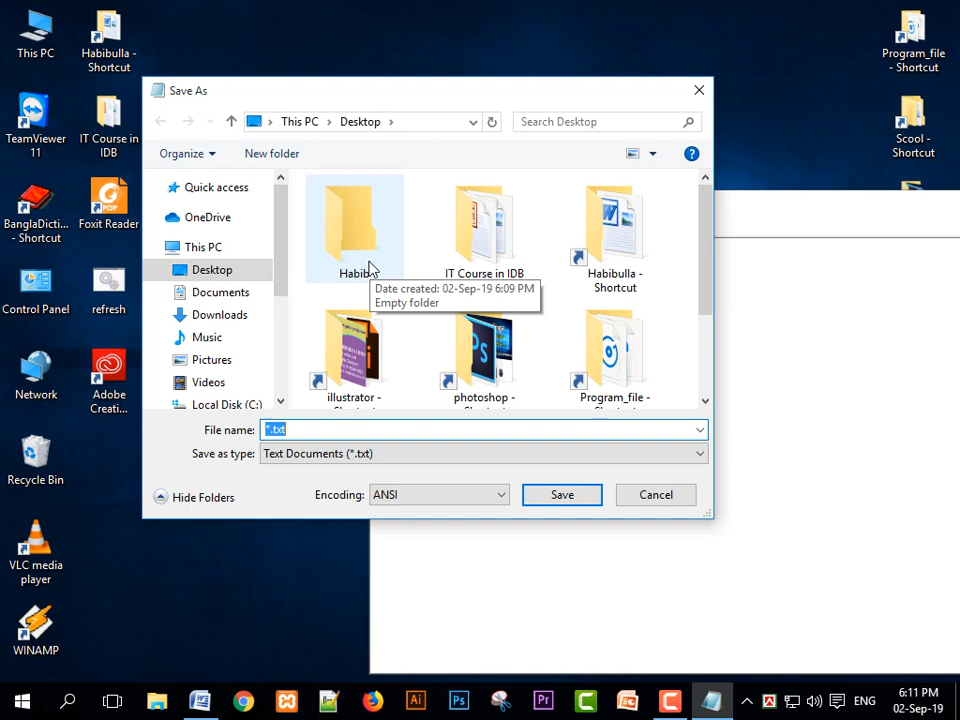 This PC
Habibulla -
Shortcut
TeamViewer
11
IT Course in
IDB
BanglaDicti...
- Shortcut
Foxit Reader
Control Panel
refresh
Network
Adobe
Creati...
Recycle Bin
VLC media
player
WINAMP
Program_file
- Shortcut
Scool -
Shortcut
Save As
This PC
Desktop
Search Desktop
Organize
New folder
Quick access
OneDrive
This PC
Desktop
Documents
Downloads
Music
Pictures
Videos
Local Disk (C:)
IT Course in IDB
Habibulla -
Shortcut
Date created: 02-Sep-19 6:09 PM
Empty folder
illustrator -
photoshop -
Program_file -
File name:
*.txt
Save as type:
Text Documents (*.txt)
Hide Folders
Encoding:
ANSI
Save
Cancel
ENG
6:11 PM
02-Sep-19